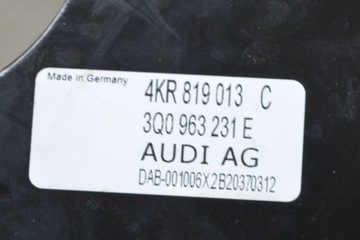 Made in Germany
4KR 819 013 C
3Q0 963 231 E
AUDI AG
DAB-001006X2B20370312